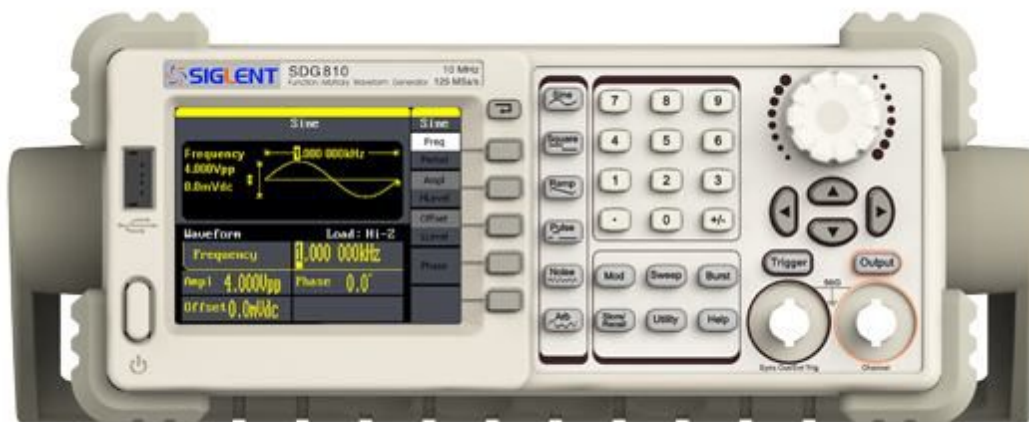 SIGLENT SDG810 10 MHz
Function/Arbitrary Waveform Generator 125 MSa/s
Sine Sine
Freq
Frequency 1.000 000kHz
Period
4.000Vpp
Ampl
0.0mVdc
HLevel
Offset
Waveform Load: Hi-Z
LLevel
Frequency 1.000 000kHz
Phase
Ampl 4.000Vpp Phase 0.0°
Offset 0.0mVdc
Sine
Square
Ramp
Pulse
Noise
Arb
7 8 9
4 5 6
1 2 3
. 0 +/-
Mod Sweep Burst
Store/
Recall
Utility Help
Trigger Output
50Ω
Sync Out/Ext Trig Channel